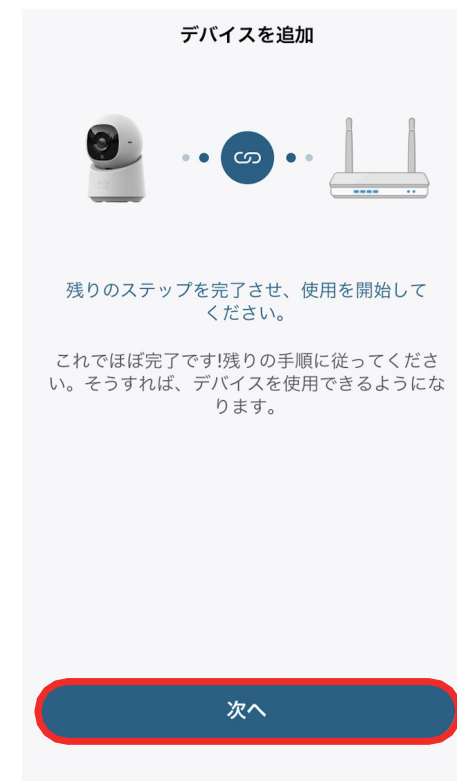 デバイスを追加
残りのステップを完了させ、使用を開始して
ください。
これでほぼ完了です!残りの手順に従ってくださ
い。そうすれば、デバイスを使用できるようにな
ります。
次へ